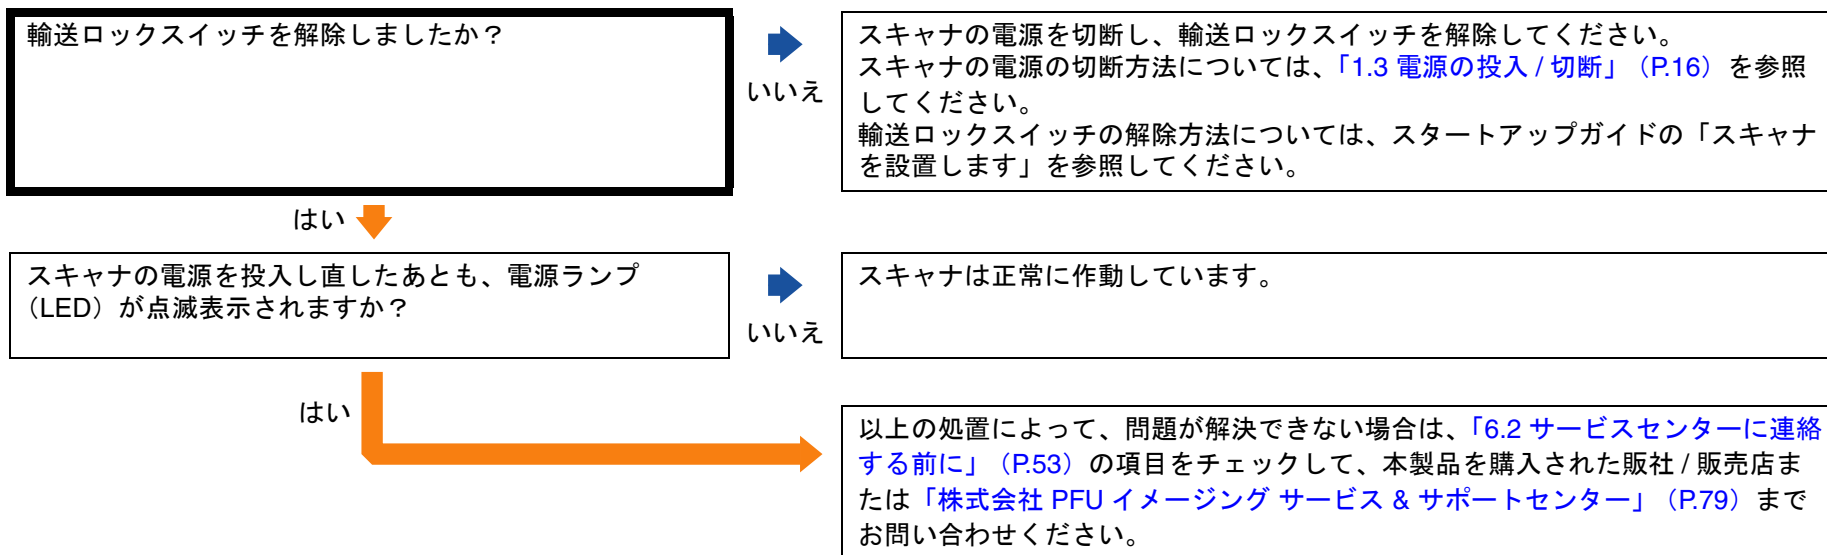 輸送ロックスイッチを解除しましたか？
いいえ
スキャナの電源を切断し、輸送ロックスイッチを解除してください。
スキャナの電源の切断方法については、「1.3 電源の投入 / 切断」（P.16）を参照
してください。
輸送ロックスイッチの解除方法については、スタートアップガイドの「スキャナ
を設置します」を参照してください。
はい
スキャナの電源を投入し直したあとも、電源ランプ
（LED）が点滅表示されますか？
いいえ
スキャナは正常に作動しています。
はい
以上の処置によって、問題が解決できない場合は、「6.2 サービスセンターに連絡
する前に」（P.53）の項目をチェックして、本製品を購入された販社 / 販売店ま
たは「株式会社 PFU イメージング サービス & サポートセンター」（P.79）まで
お問い合わせください。